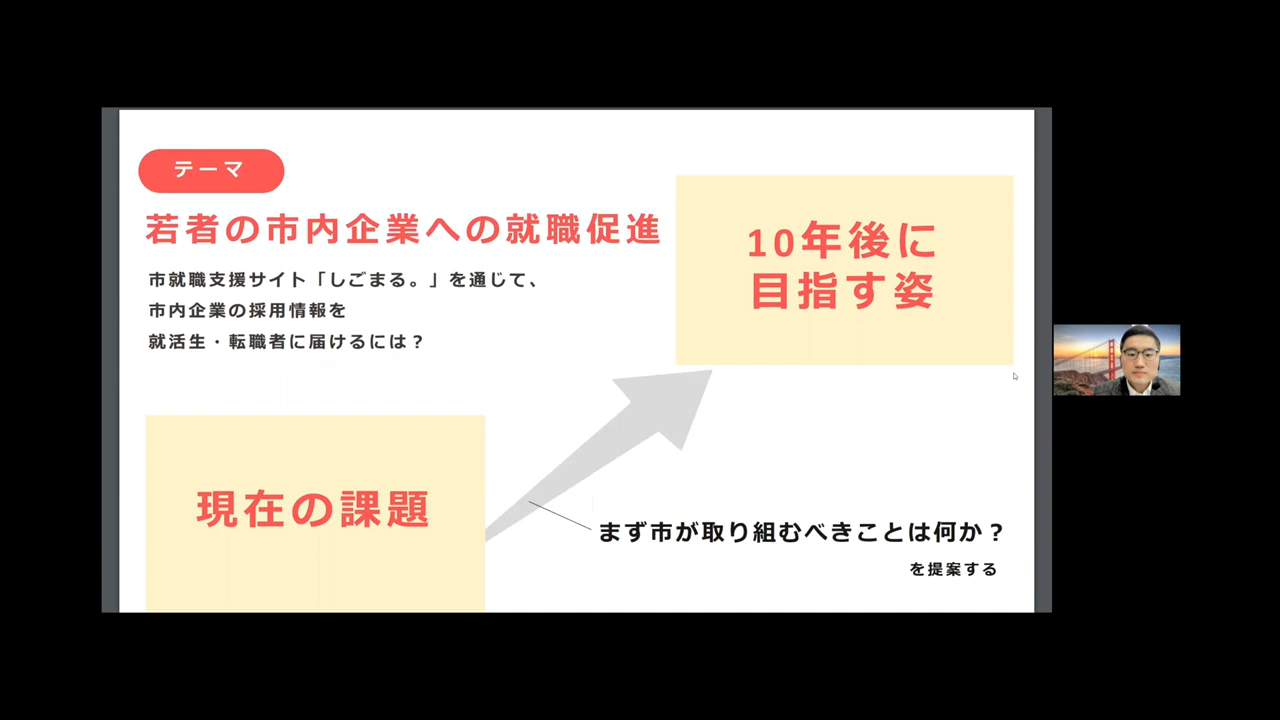 テーマ
若者の市内企業への就職促進
市就職支援サイト「しごまる。」を通じて、
市内企業の採用情報を
就活生・転職者に届けるには？
10年後に
目指す姿
現在の課題
まず市が取り組むべきことは何か？
を提案する